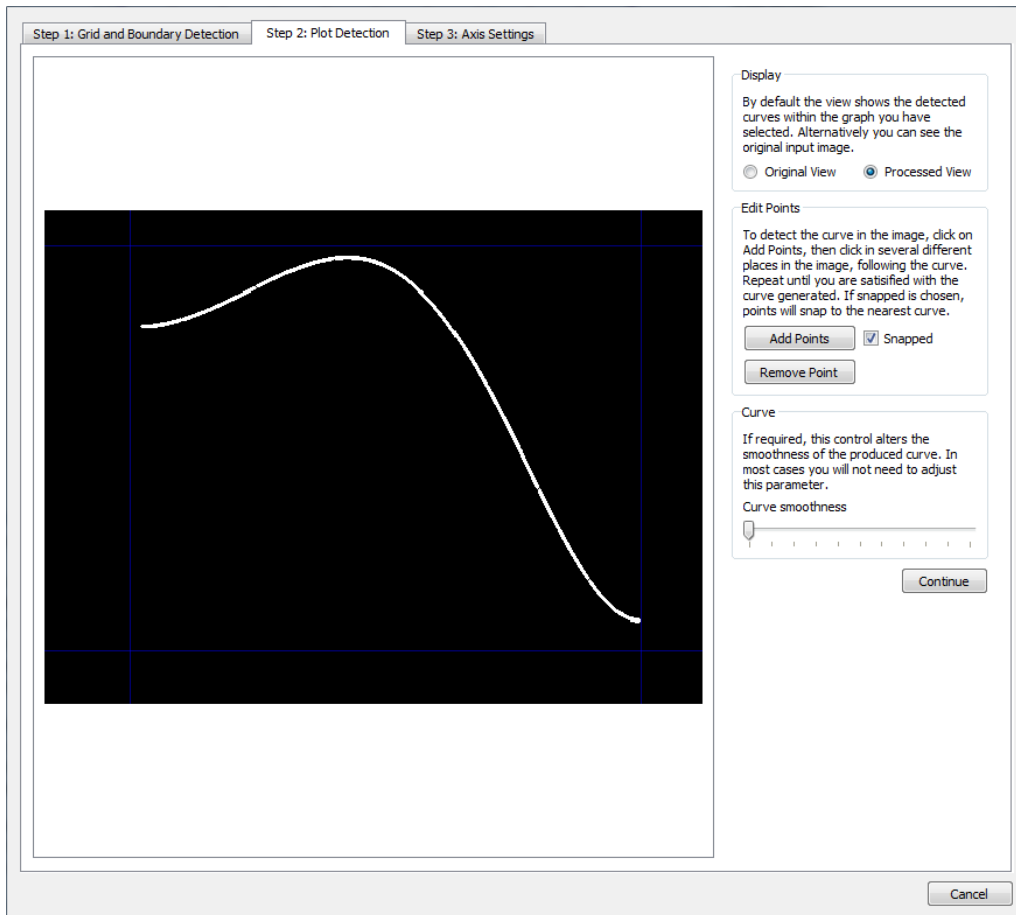 Step 1: Grid and Boundary Detection
Step 2: Plot Detection
Step 3: Axis Settings
Display
By default the view shows the detected
curves within the graph you have
selected. Alternatively you can see the
original input image.
Original View
Processed View
Edit Points
To detect the curve in the image, click on
Add Points, then click in several different
places in the image, following the curve.
Repeat until you are satisified with the
curve generated. If snapped is chosen,
points will snap to the nearest curve.
Add Points
Snapped
Remove Point
Curve
If required, this control alters the
smoothness of the produced curve. In
most cases you will not need to adjust
this parameter.
Curve smoothness
Continue
Cancel